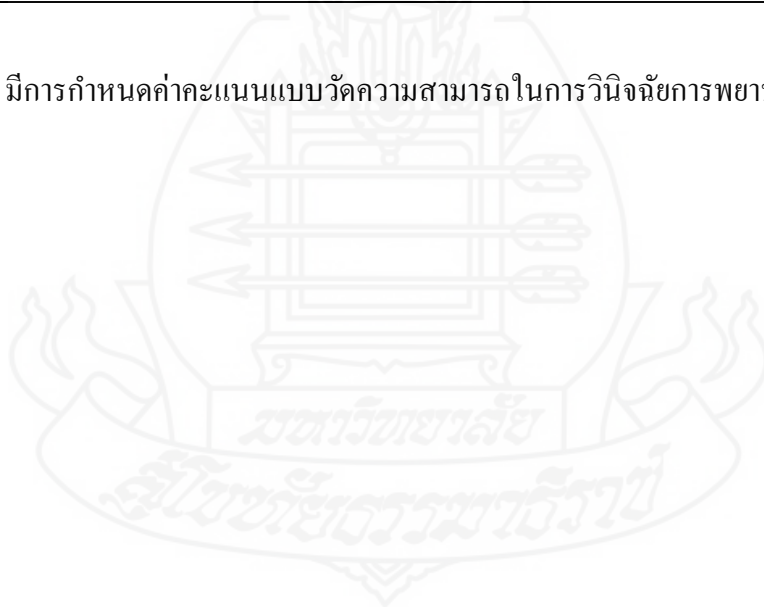 มีการกำหนดค่าคะแนนแบบวัดความสามารถในการวินิจฉัยการพยา
มหาวิทยาลัย
สุโขทัยธรรมาธิราช